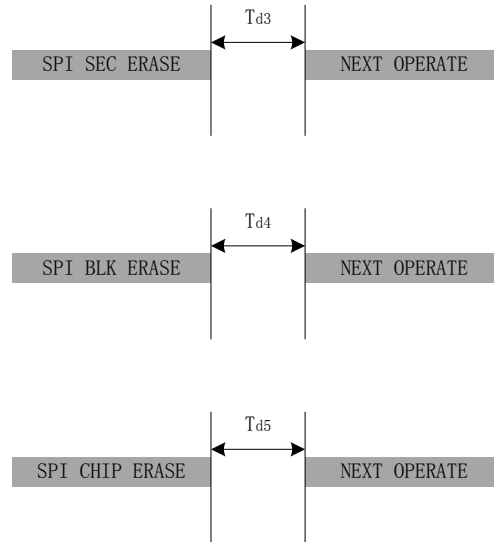 Td3
SPI SEC ERASE NEXT OPERATE
Td4
SPI BLK ERASE NEXT OPERATE
Td5
SPI CHIP ERASE NEXT OPERATE